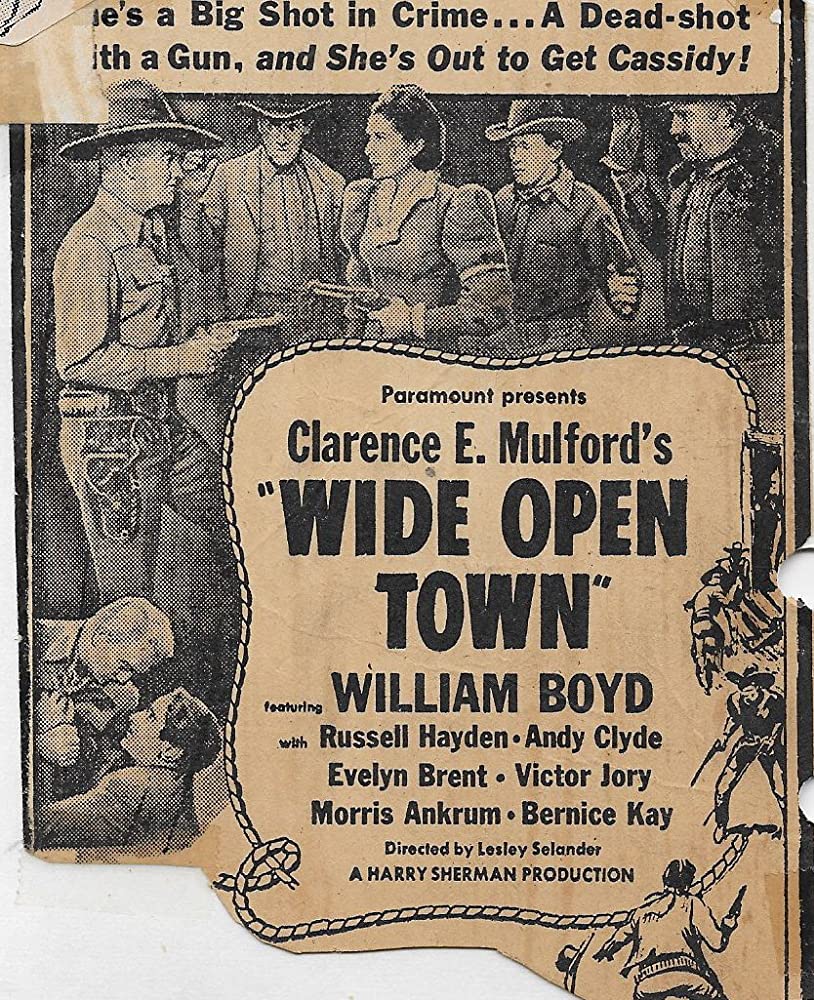 's a Big Shot in Crime...A Dead-shot
ith a Gun, and She's Out to Get Cassidy!
Paramount presents
Clarence E. Mulford's
"WIDE OPEN
TOWN"
featuring WILLIAM BOYD
with Russell Hayden • Andy Clyde
Evelyn Brent • Victor Jory
Morris Ankrum • Bernice Kay
Directed by Lesley Selander
A HARRY SHERMAN PRODUCTION